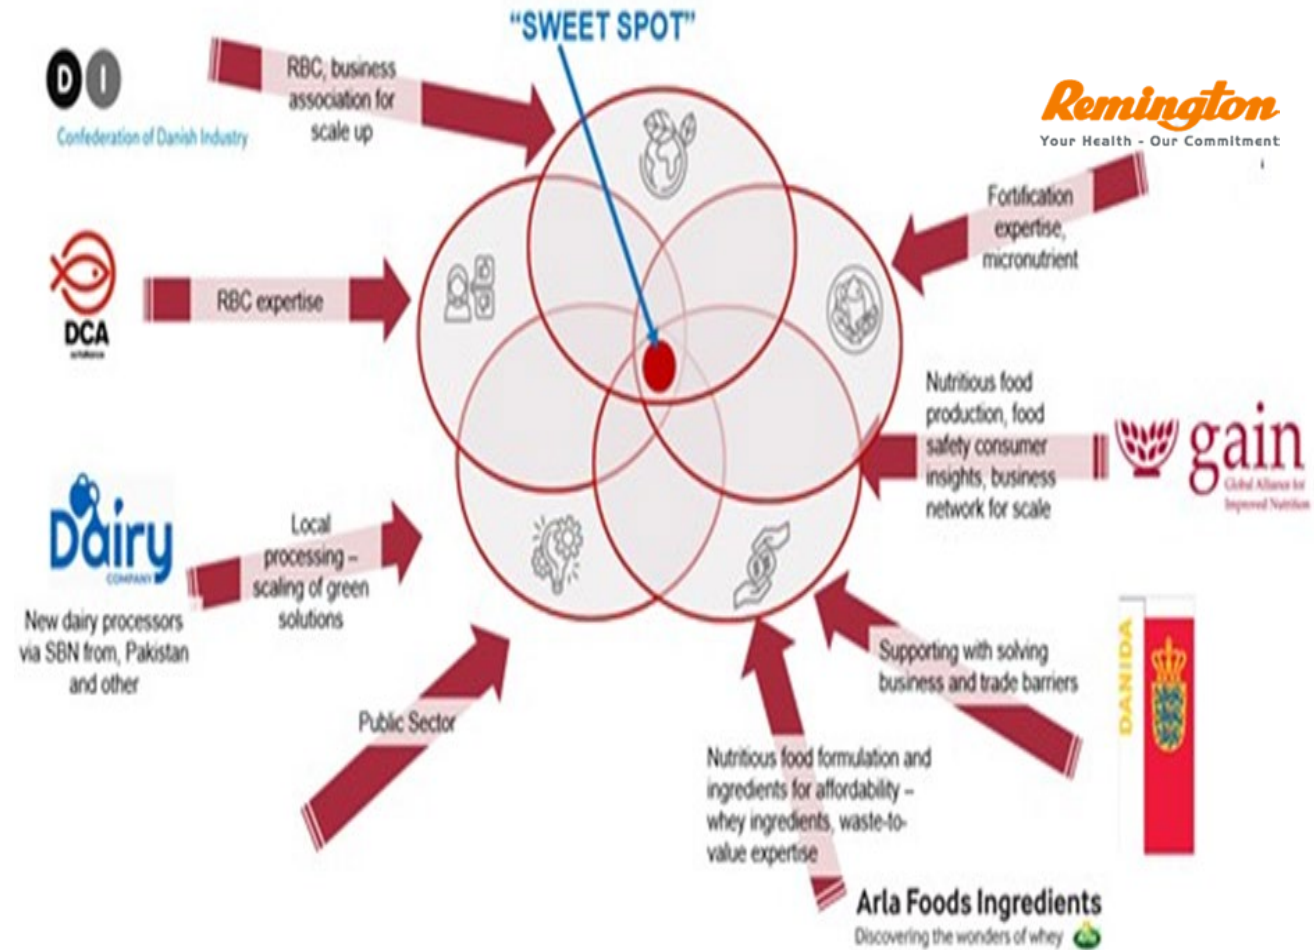 “SWEET SPOT”
D I
Confederation of Danish Industry
RBC, business
association for
scale up
Remington
Your Health - Our Commitment
Fortification
expertise,
micronutrient
DCA
RBC expertise
Nutritious food
production, food
safety consumer
insights, business
network for scale
gain
Global Alliance for
Improved Nutrition
Dairy
COMPANY
New dairy processors
via SBN from, Pakistan
and other
Local
processing –
scaling of green
solutions
Public Sector
Supporting with solving
business and trade barriers
DANIDA
Nutritious food formulation and
ingredients for affordability –
whey ingredients, waste-to-
value expertise
Arla Foods Ingredients
Discovering the wonders of whey